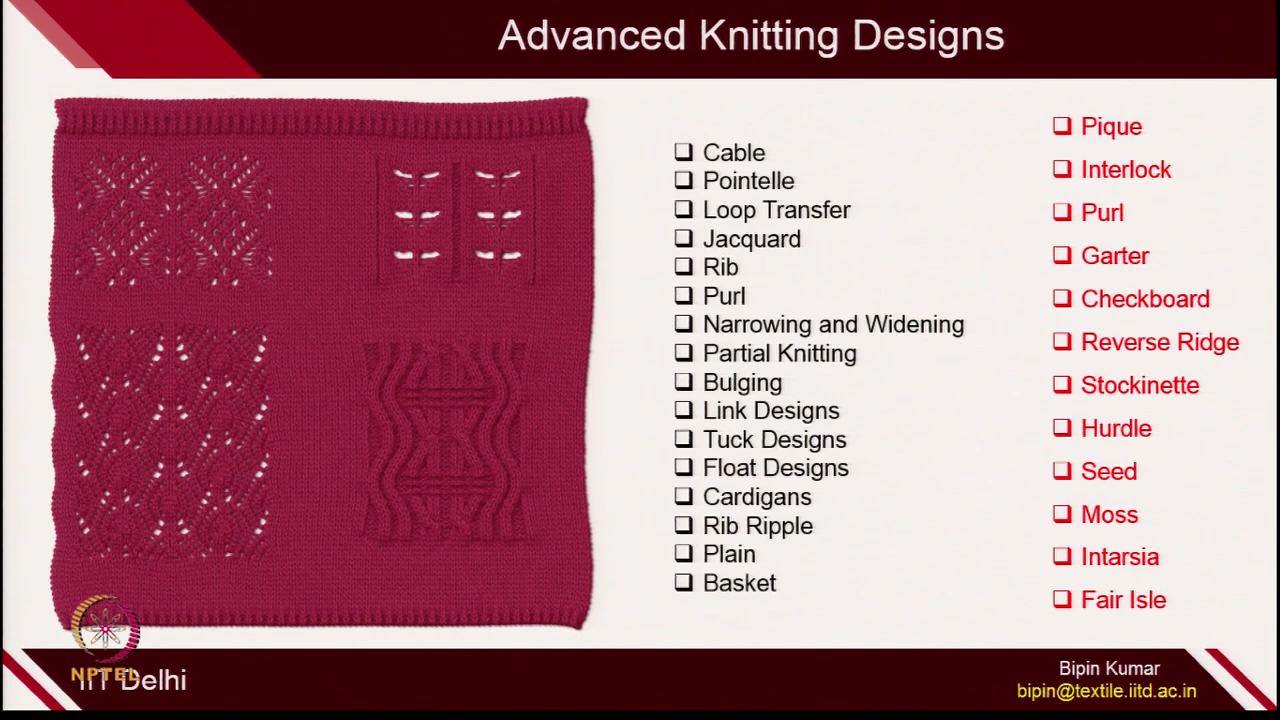 Advanced Knitting Designs
Cable
Pointelle
Loop Transfer
Jacquard
Rib
Purl
Narrowing and Widening
Partial Knitting
Bulging
Link Designs
Tuck Designs
Float Designs
Cardigans
Rib Ripple
Plain
Basket
Pique
Interlock
Purl
Garter
Checkboard
Reverse Ridge
Stockinette
Hurdle
Seed
Moss
Intarsia
Fair Isle
NPTEL
IIT Delhi
Bipin Kumar
bipin@textile.iitd.ac.in